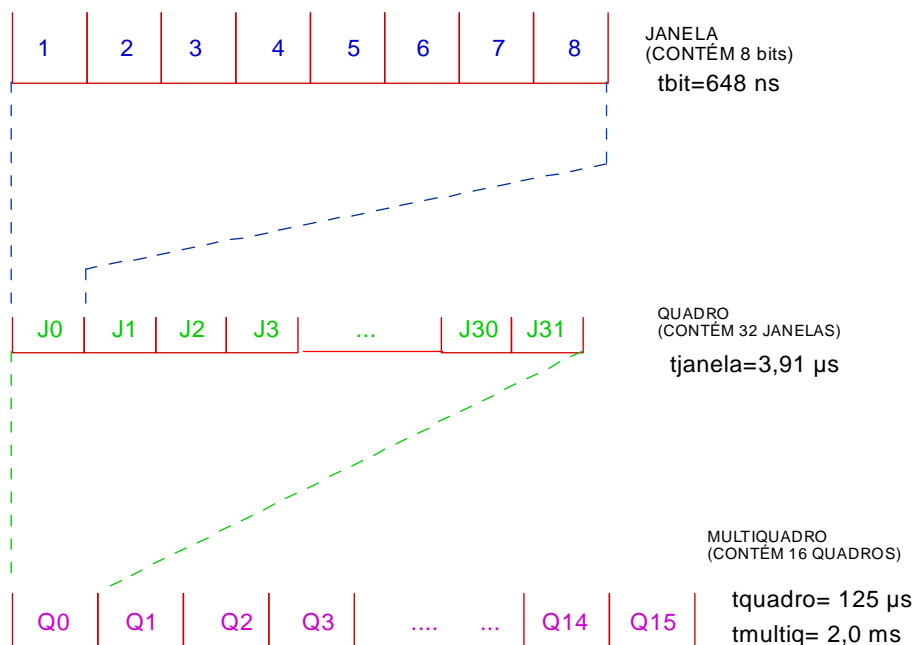 1 2 3 4 5 6 7 8
JANELA
(CONTÉM 8 bits)
tbit=648 ns
J0 J1 J2 J3 ... J30 J31
QUADRO
(CONTÉM 32 JANELAS)
tjanela=3,91 µs
MULTIQUADRO
(CONTÉM 16 QUADROS)
Q0 Q1 Q2 Q3 .... ... Q14 Q15
tquadro= 125 µs
tmultiq= 2,0 ms